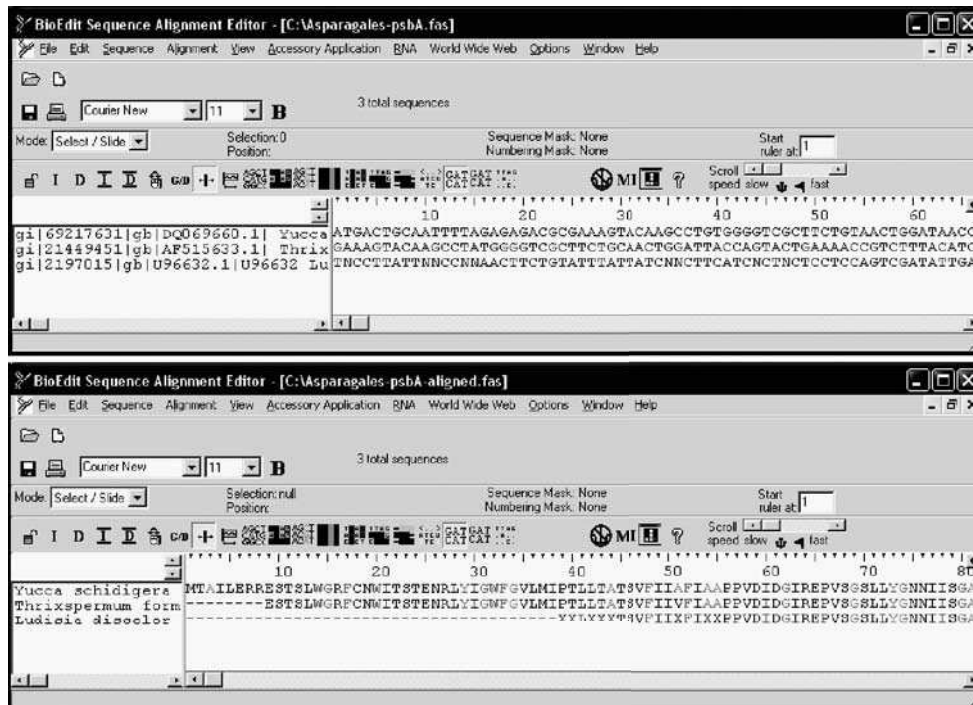 BioEdit Sequence Alignment Editor - [C:\Asparagales-psbA.fas]
File Edit Sequence Alignment View Accessory Application RNA World Wide Web Options Window Help
Courier New 11 B 3 total sequences
Mode: Select / Slide Selection: 0 Position: Sequence Mask: None Numbering Mask: None Start ruler at: 1
I D I D G/D MI ? Scroll speed slow fast
10 20 30 40 50 60
gi|69217631|gb|DQ069660.1| Yucca ATGACTGCAATTTTAGAGAGACGCGAAAGTACAAGCCTGTGGGGTCGCTTCTGTAACTGGATAACC
gi|21449451|gb|AF515633.1| Thrix GAAAGTACAAGCCTATGGGGTCGCTTCTGCAACTGGATTACCAGTACTGAAAACCGTCTTTACATC
gi|2197015|gb|U96632.1|U96632 Lu TNCCTTATTNNCCNNAACTTCTGTATTTATTATCNNCTTCATCNCTNCTCCTCCAGTCGATATTGA
BioEdit Sequence Alignment Editor - [C:\Asparagales-psbA-aligned.fas]
File Edit Sequence Alignment View Accessory Application RNA World Wide Web Options Window Help
Courier New 11 B 3 total sequences
Mode: Select / Slide Selection: null Position: Sequence Mask: None Numbering Mask: None Start ruler at: 1
I D I D G/D MI ? Scroll speed slow fast
10 20 30 40 50 60 70 80
Yucca schidigera MTAILERRESTSLWGRFCNWITSTENRLYIGWFGVLMIPTLLTATSVFIIAFIAAPPVDIDGIREPVSGSLLYGNNIISGA
Thrixspermum form --------ESTSLWGRFCNWITSTENRLYIGWFGVLMIPTLLTATSVFIIVFIAAPPVDIDGIREPVSGSLLYGNNIISGA
Ludisia discolor --------------------------------------XXLXXXTSVFIIXFIXXPPVDIDGIREPVSGSLLYGNNIISGA